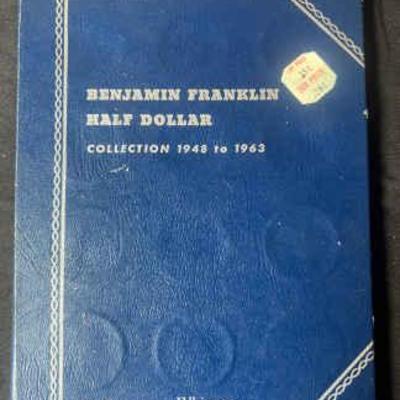 BENJAMIN FRANKLIN
HALF DOLLAR
COLLECTION 1948 to 1963